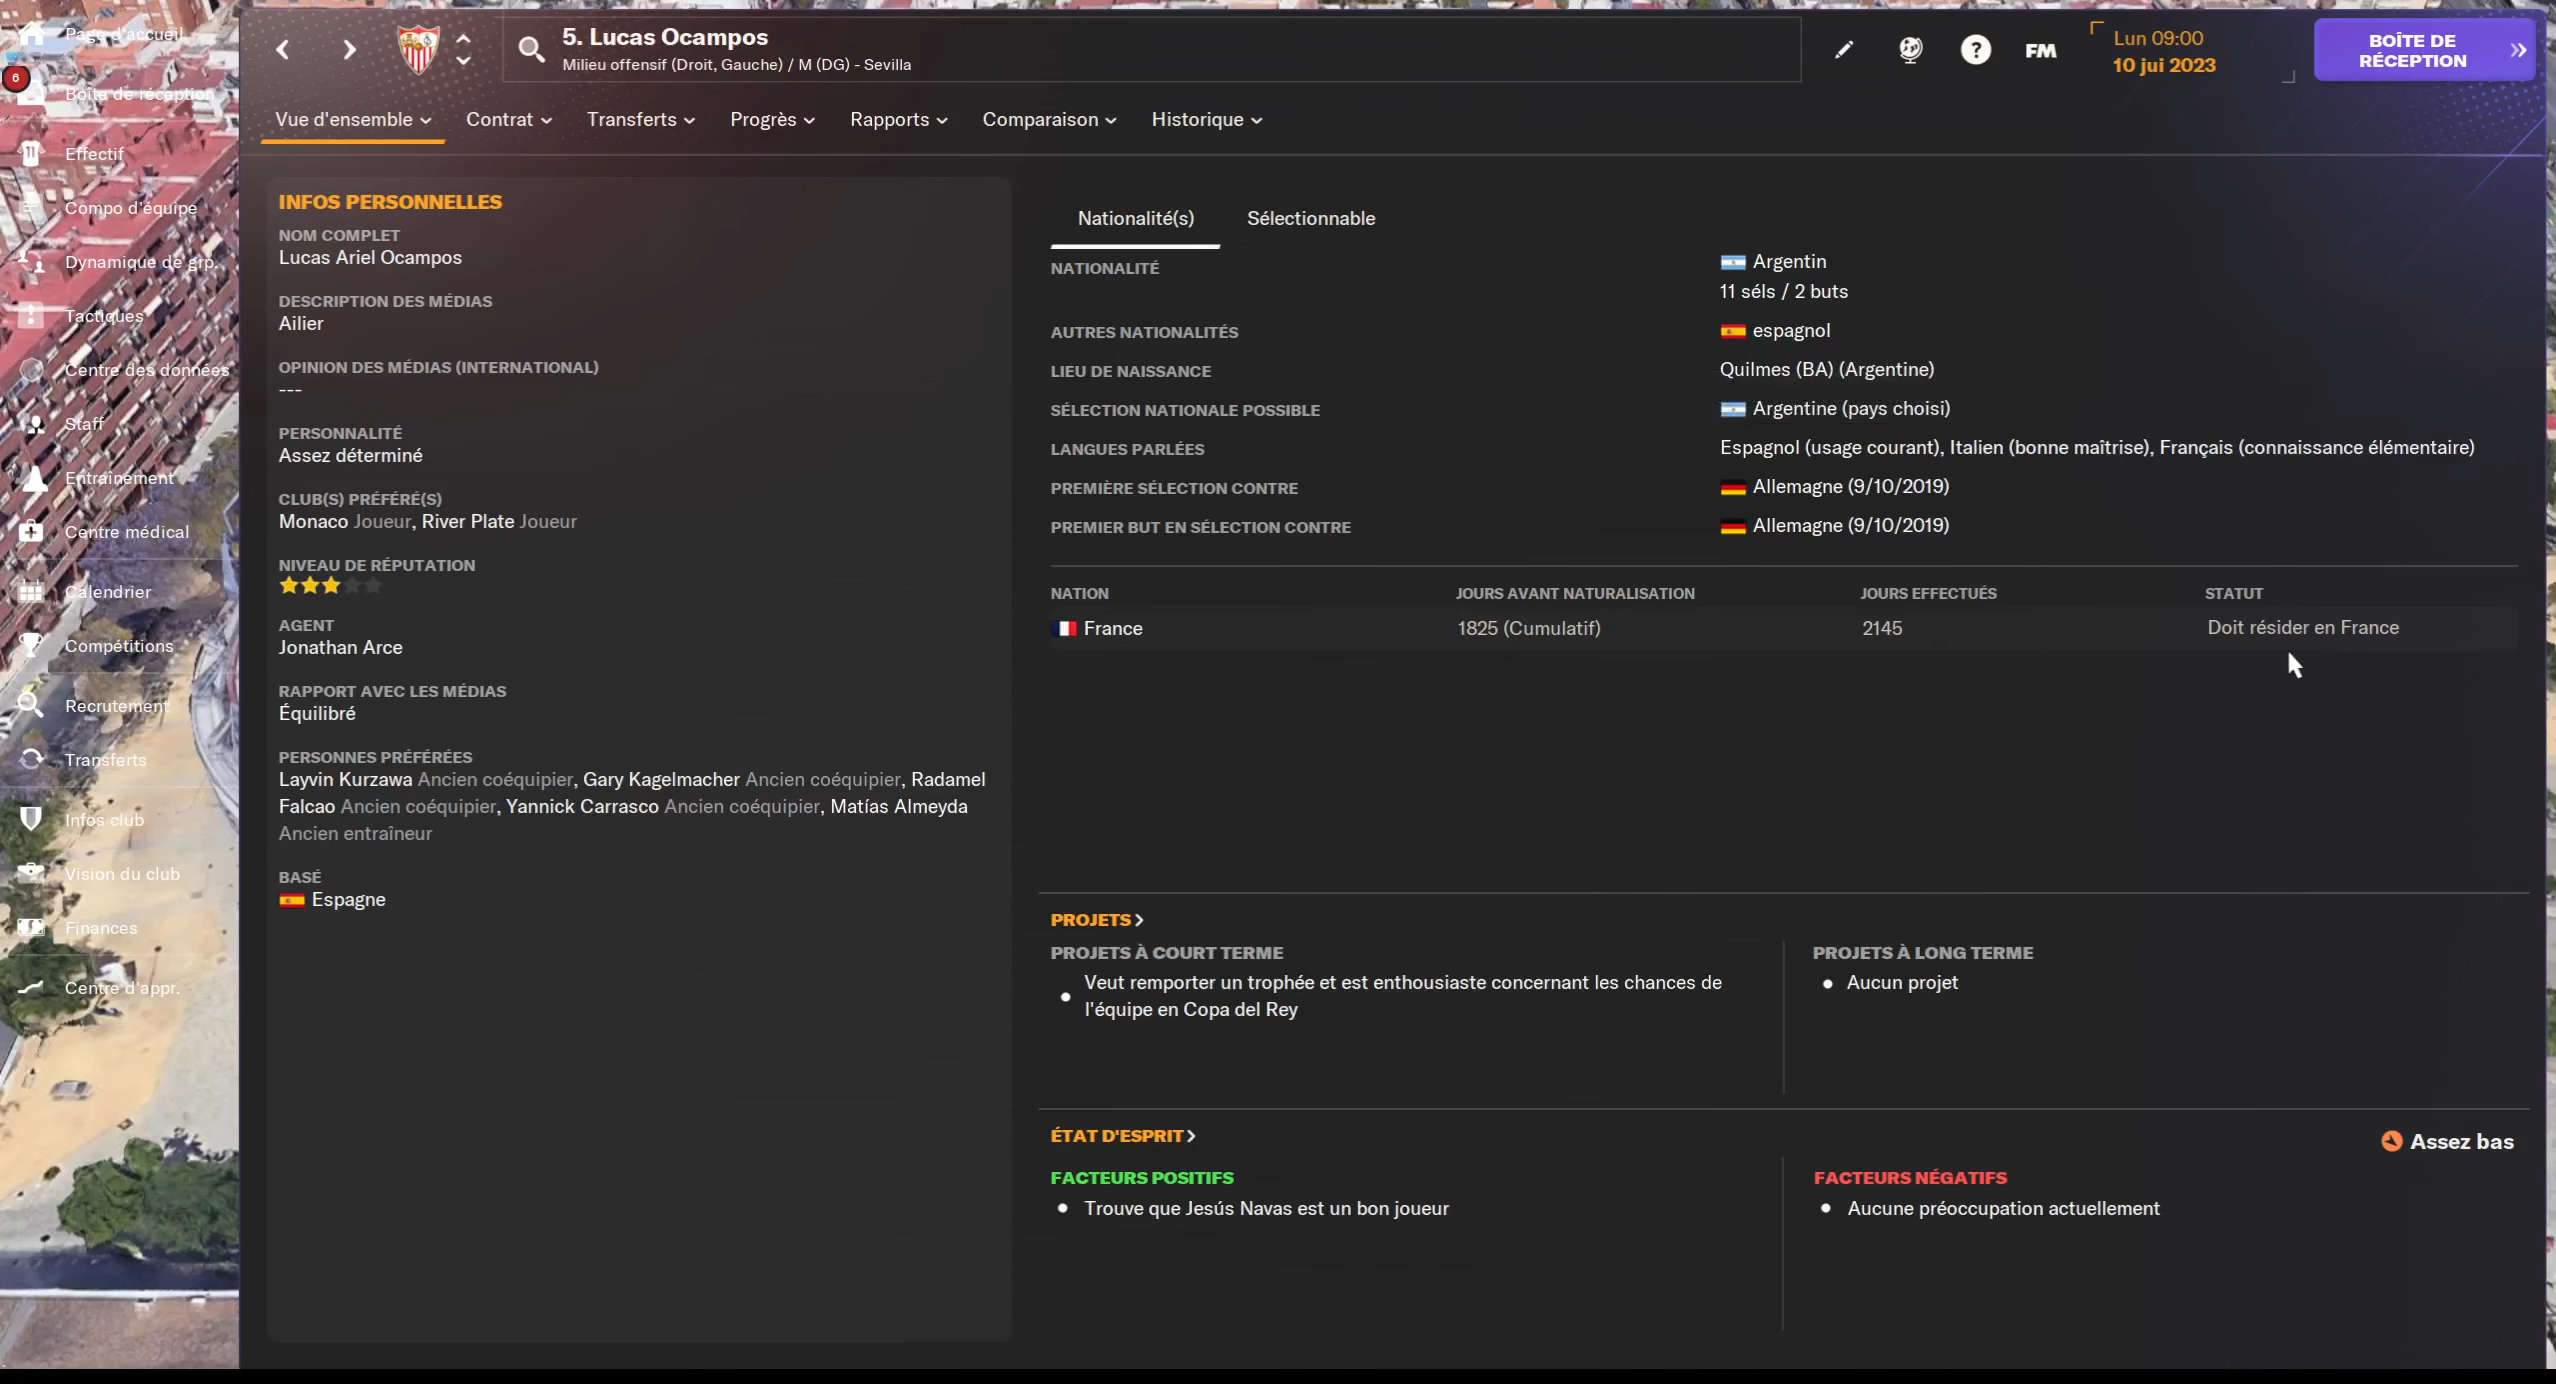 5. Lucas Ocampos
Milieu offensif (Droit, Gauche) / M (DG) - Sevilla
FM
Lun 09:00
10 jui 2023
BOÎTE DE
RÉCEPTION
Vue d'ensemble
Contrat
Transferts
Progrès
Rapports
Comparaison
Historique
Page d'accueil
6
Boîte de réception
Effectif
Compo d'équipe
Dynamique de grp.
Tactiques
Centre des données
Staff
Entraînement
Centre médical
Calendrier
Compétitions
Recrutement
Transferts
Infos club
Vision du club
Finances
Centre d'appr.
INFOS PERSONNELLES
NOM COMPLET
Lucas Ariel Ocampos
DESCRIPTION DES MÉDIAS
Ailier
OPINION DES MÉDIAS (INTERNATIONAL)
---
PERSONNALITÉ
Assez déterminé
CLUB(S) PRÉFÉRÉ(S)
Monaco Joueur, River Plate Joueur
NIVEAU DE RÉPUTATION
AGENT
Jonathan Arce
RAPPORT AVEC LES MÉDIAS
Équilibré
PERSONNES PRÉFÉRÉES
Layvin Kurzawa Ancien coéquipier, Gary Kagelmacher Ancien coéquipier, Radamel
Falcao Ancien coéquipier, Yannick Carrasco Ancien coéquipier, Matías Almeyda
Ancien entraîneur
BASÉ
Espagne
Nationalité(s)
Sélectionnable
NATIONALITÉ
Argentin
11 séls / 2 buts
AUTRES NATIONALITÉS
espagnol
LIEU DE NAISSANCE
Quilmes (BA) (Argentine)
SÉLECTION NATIONALE POSSIBLE
Argentine (pays choisi)
LANGUES PARLÉES
Espagnol (usage courant), Italien (bonne maîtrise), Français (connaissance élémentaire)
PREMIÈRE SÉLECTION CONTRE
Allemagne (9/10/2019)
PREMIER BUT EN SÉLECTION CONTRE
Allemagne (9/10/2019)
NATION
JOURS AVANT NATURALISATION
JOURS EFFECTUÉS
STATUT
France
1825 (Cumulatif)
2145
Doit résider en France
PROJETS
PROJETS À COURT TERME
Veut remporter un trophée et est enthousiaste concernant les chances de
l'équipe en Copa del Rey
PROJETS À LONG TERME
Aucun projet
ÉTAT D'ESPRIT
Assez bas
FACTEURS POSITIFS
Trouve que Jesús Navas est un bon joueur
FACTEURS NÉGATIFS
Aucune préoccupation actuellement